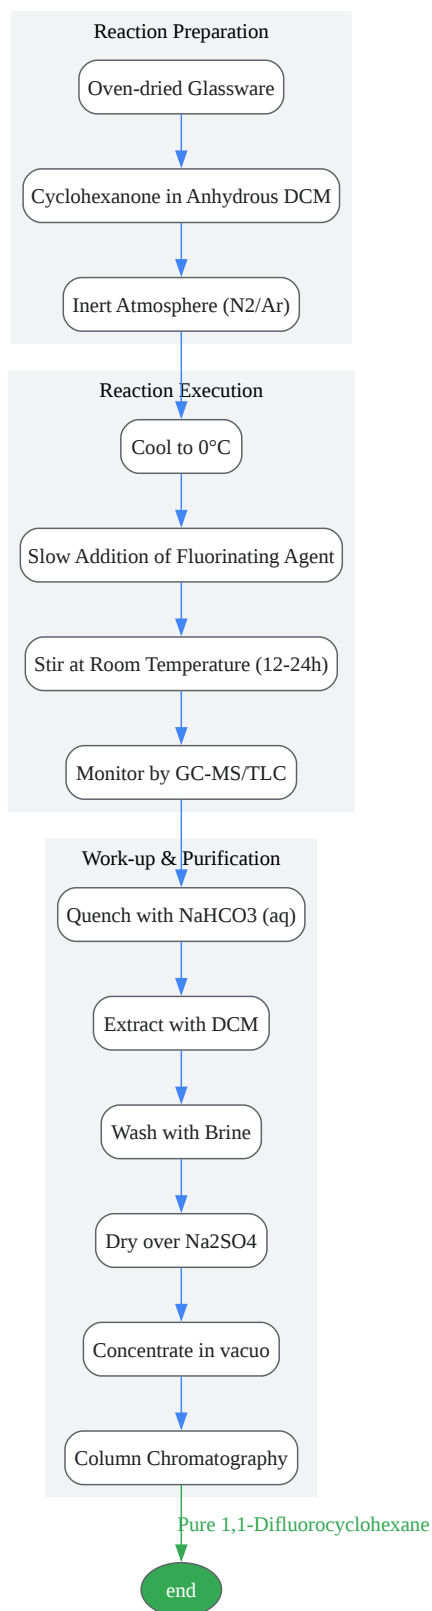 Reaction Preparation
Oven-dried Glassware
Cyclohexanone in Anhydrous DCM
Inert Atmosphere (N2/Ar)
Reaction Execution
Cool to 0°C
Slow Addition of Fluorinating Agent
Stir at Room Temperature (12-24h)
Monitor by GC-MS/TLC
Work-up & Purification
Quench with NaHCO3 (aq)
Extract with DCM
Wash with Brine
Dry over Na2SO4
Concentrate in vacuo
Column Chromatography
Pure 1,1-Difluorocyclohexane
end